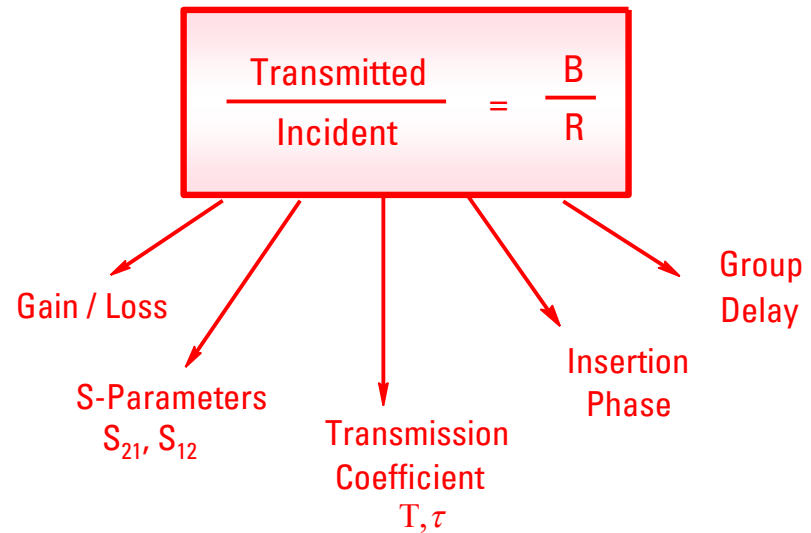 Transmitted
Incident
=
B
R
Gain / Loss
S-Parameters
S₂₁, S₁₂
Transmission
Coefficient
T, τ
Insertion
Phase
Group
Delay